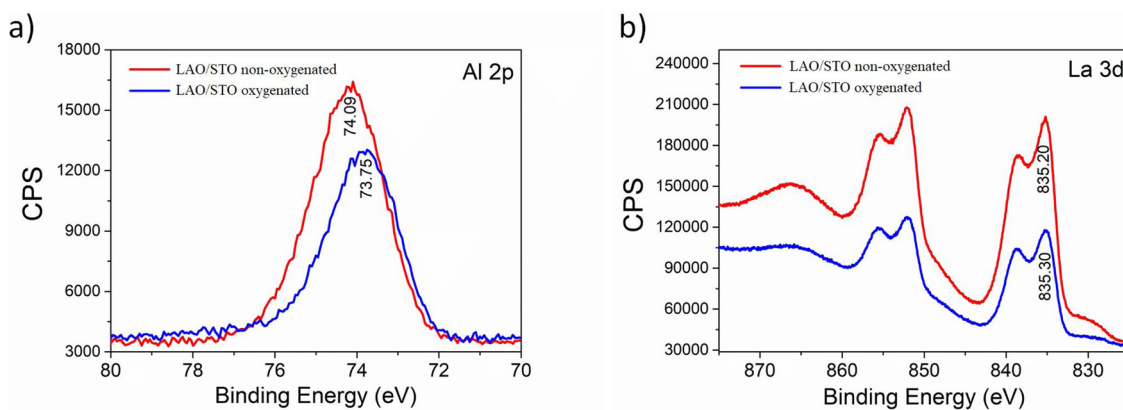 a)
18000
15000
12000
9000
6000
3000
CPS
LAO/STO non-oxygenated
LAO/STO oxygenated
Al 2p
74.09
73.75
80
78
76
74
72
70
Binding Energy (eV)
b)
240000
210000
180000
150000
120000
90000
60000
30000
CPS
LAO/STO non-oxygenated
LAO/STO oxygenated
La 3d
835.20
835.30
870
860
850
840
830
Binding Energy (eV)